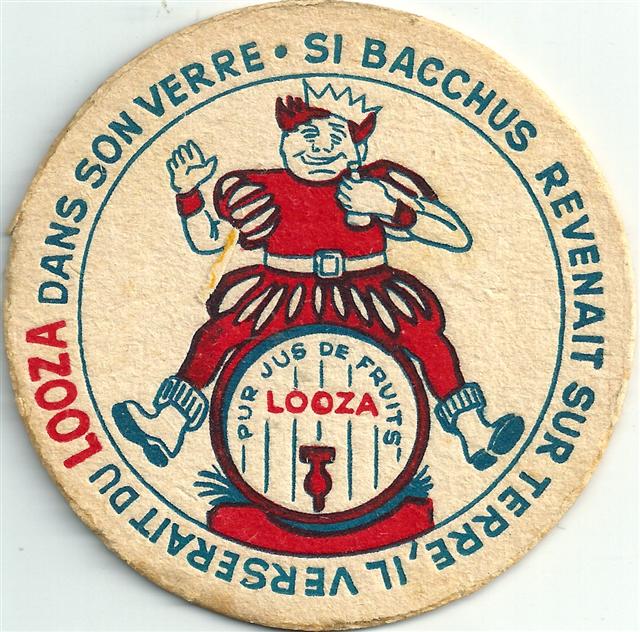 SI BACCHUS REVENAIT SUR TERRE, IL VERSERAIT DU LOOZA DANS SON VERRE •
PUR JUS DE FRUITS
LOOZA